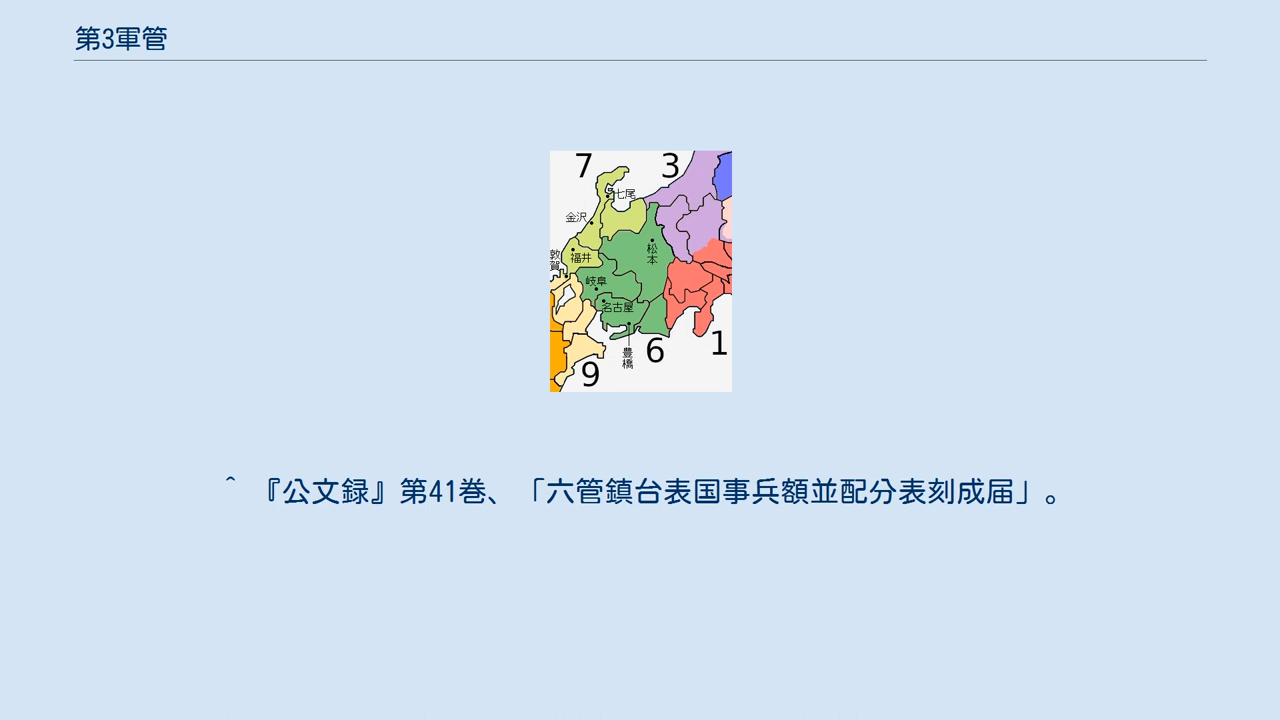 第3軍管
7
3
七尾
金沢
敦賀
福井
松本
岐阜
名古屋
豊橋
6
1
9
^ 『公文録』第41巻、「六管鎮台表国事兵額並配分表刻成届」。